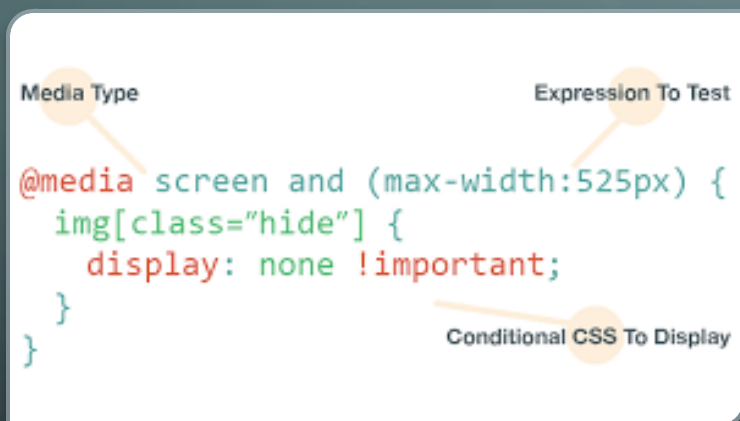 Media Type
Expression To Test
@media screen and (max-width:525px) {
img[class="hide"] {
display: none !important;
}
Conditional CSS To Display
}